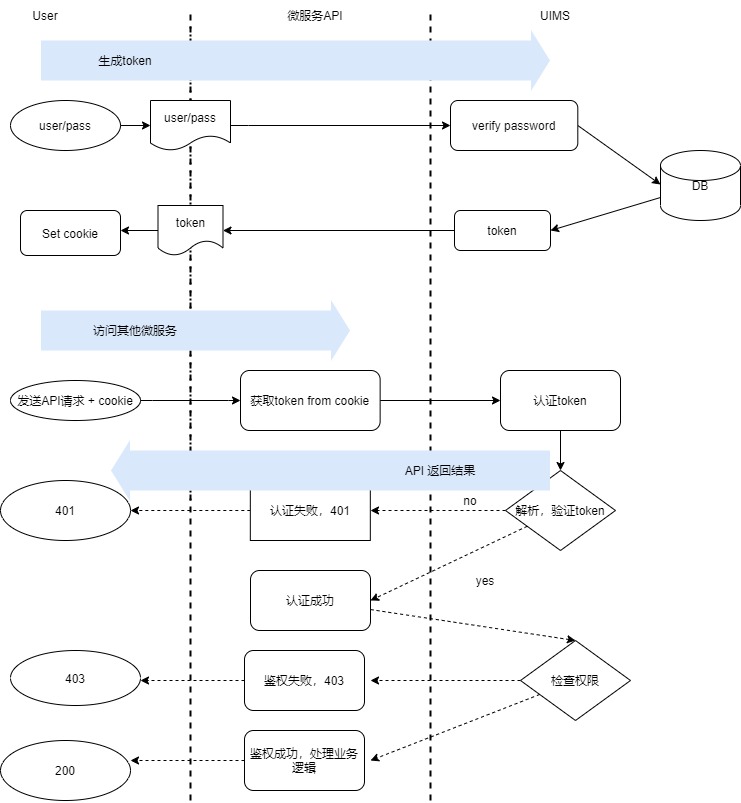 User
微服务API
UIMS
生成token
user/pass
user/pass
verify password
DB
Set cookie
token
token
访问其他微服务
发送API请求 + cookie
获取token from cookie
认证token
API 返回结果
401
认证失败，401
no
解析，验证token
认证成功
yes
403
鉴权失败，403
检查权限
200
鉴权成功，处理业务
逻辑